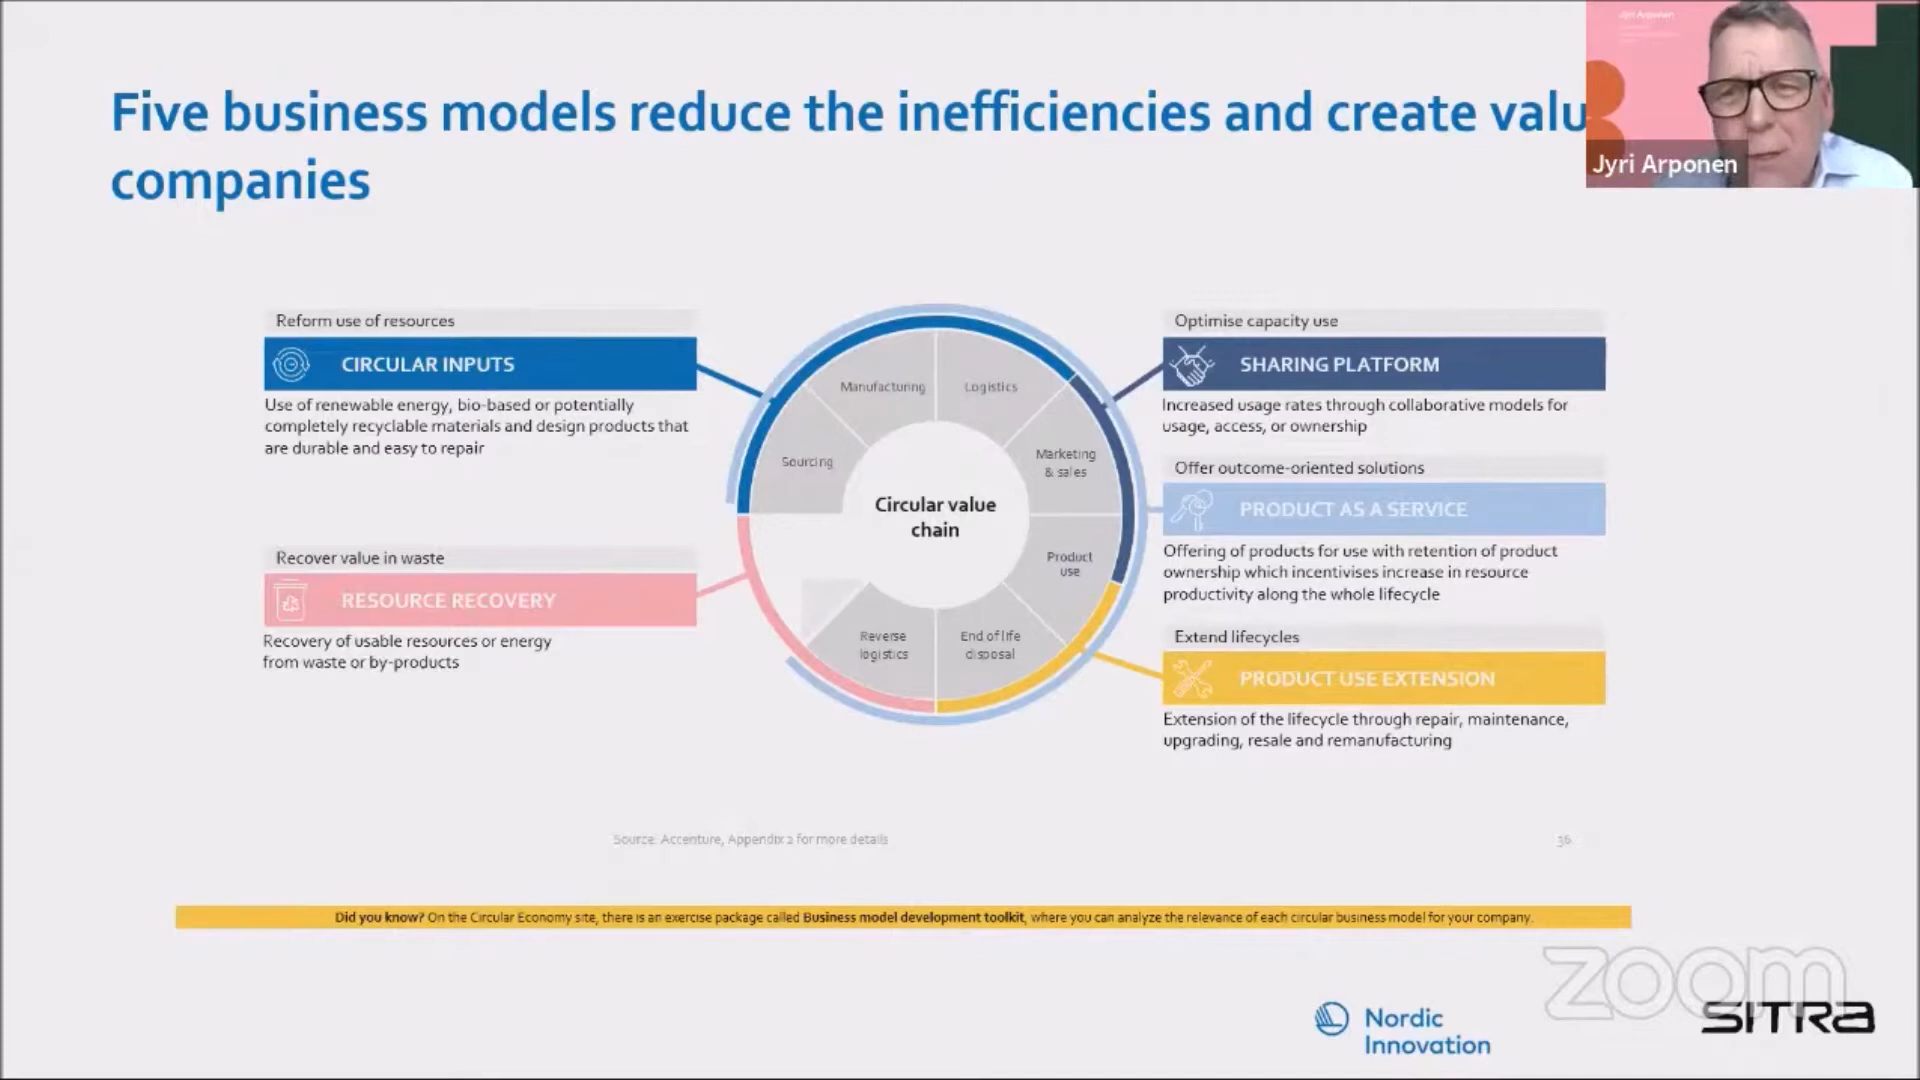 Five business models reduce the inefficiencies and create valu
companies
Jyri Arponen
Jyri Arponen
Reform use of resources
CIRCULAR INPUTS
Use of renewable energy, bio-based or potentially
completely recyclable materials and design products that
are durable and easy to repair
Recover value in waste
RESOURCE RECOVERY
Recovery of usable resources or energy
from waste or by-products
Manufacturing
Logistics
Sourcing
Marketing
& sales
Circular value
chain
Product
use
Reverse
logistics
End of life
disposal
Optimise capacity use
SHARING PLATFORM
Increased usage rates through collaborative models for
usage, access, or ownership
Offer outcome-oriented solutions
PRODUCT AS A SERVICE
Offering of products for use with retention of product
ownership which incentivises increase in resource
productivity along the whole lifecycle
Extend lifecycles
PRODUCT USE EXTENSION
Extension of the lifecycle through repair, maintenance,
upgrading, resale and remanufacturing
Source: Accenture, Appendix 2 for more details
36
Did you know? On the Circular Economy site, there is an exercise package called Business model development toolkit, where you can analyze the relevance of each circular business model for your company.
zoom
Nordic
Innovation
SITRA